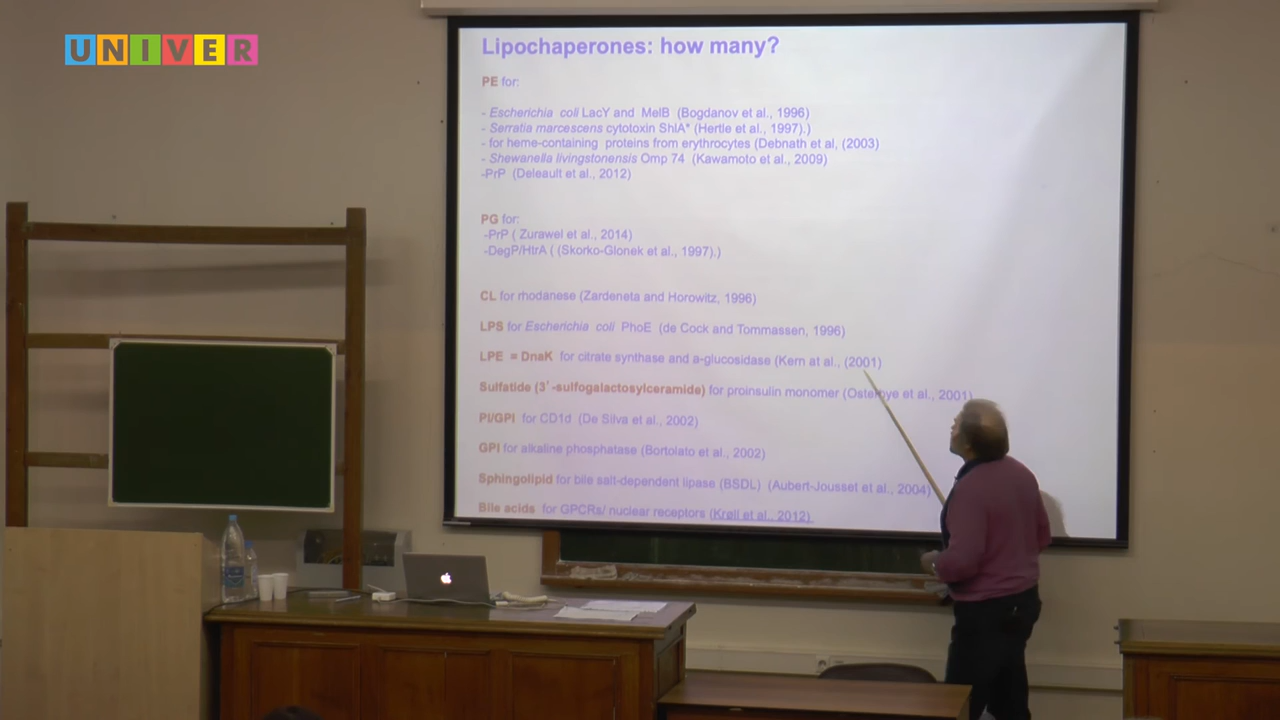 UNIVER
Lipochaperones: how many?
PE for:
- Escherichia coli LacY and MelB (Bogdanov et al., 1996)
- Serratia marcescens cytotoxin ShlA* (Hertle et al., 1997).)
- for heme-containing proteins from erythrocytes (Debnath et al, (2003)
- Shewanella livingstonensis Omp 74 (Kawamoto et al., 2009)
-PrP (Deleault et al., 2012)
PG for:
-PrP ( Zurawel et al., 2014)
-DegP/HtrA ( (Skorko-Glonek et al., 1997).)
CL for rhodanese (Zardeneta and Horowitz, 1996)
LPS for Escherichia coli PhoE (de Cock and Tommassen, 1996)
LPE = DnaK for citrate synthase and a-glucosidase (Kern at al., (2001)
Sulfatide (3'-sulfogalactosylceramide) for proinsulin monomer (Osterbye et al., 2001)
PI/GPI for CD1d (De Silva et al., 2002)
GPI for alkaline phosphatase (Bortolato et al., 2002)
Sphingolipid for bile salt-dependent lipase (BSDL) (Aubert-Jousset et al., 2004)
Bile acids for GPCRs/ nuclear receptors (Krøll et al., 2012)